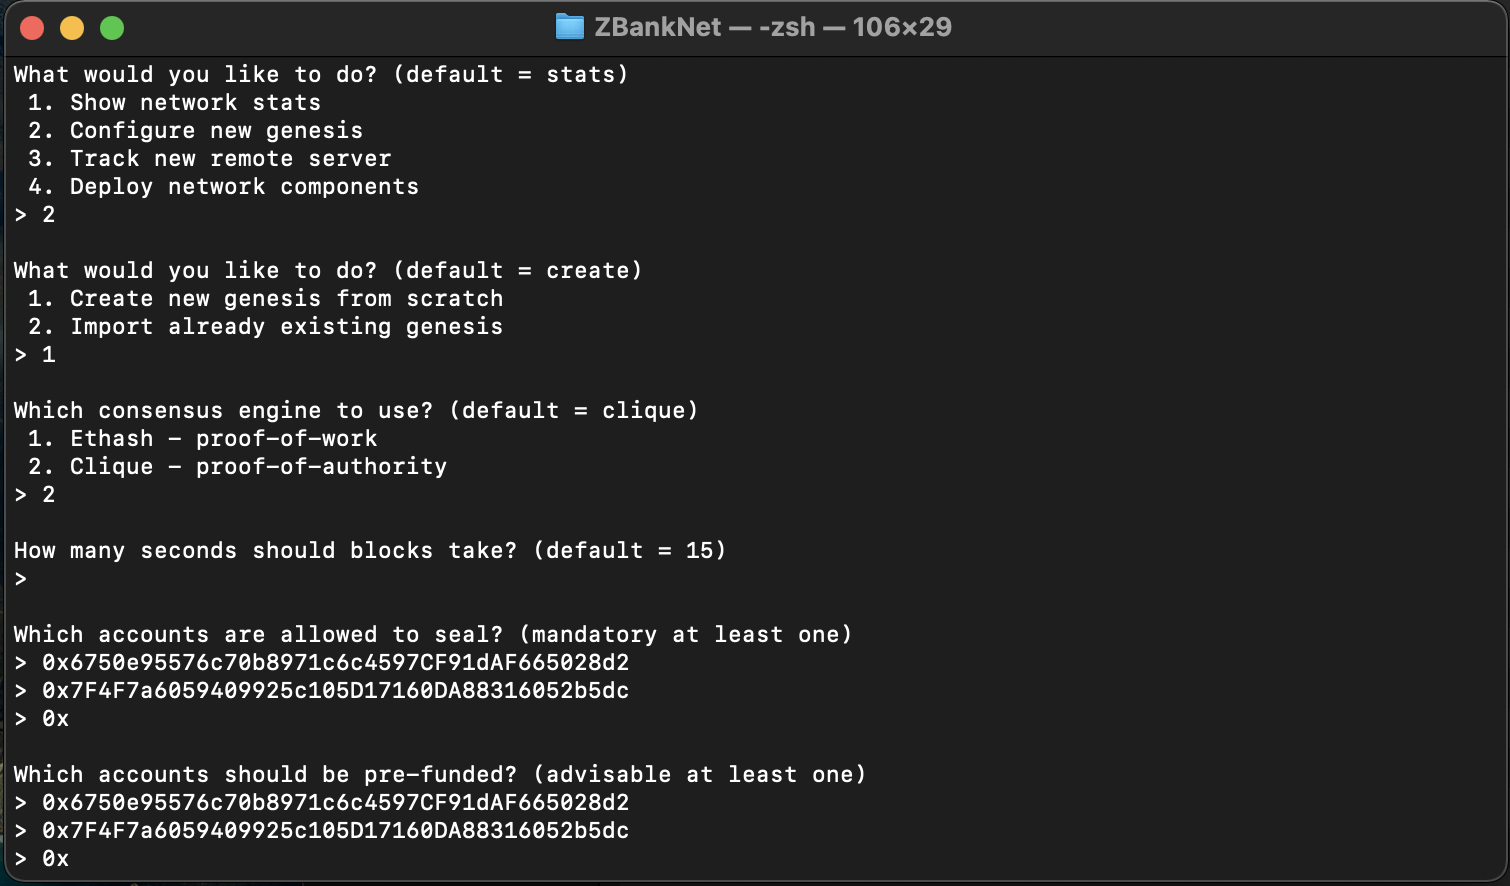 ZBankNet — -zsh — 106×29
What would you like to do? (default = stats)
1. Show network stats
2. Configure new genesis
3. Track new remote server
4. Deploy network components
> 2
What would you like to do? (default = create)
1. Create new genesis from scratch
2. Import already existing genesis
> 1
Which consensus engine to use? (default = clique)
1. Ethash - proof-of-work
2. Clique - proof-of-authority
> 2
How many seconds should blocks take? (default = 15)
>
Which accounts are allowed to seal? (mandatory at least one)
> 0x6750e95576c70b8971c6c4597CF91dAF665028d2
> 0x7F4F7a6059409925c105D17160DA88316052b5dc
> 0x
Which accounts should be pre-funded? (advisable at least one)
> 0x6750e95576c70b8971c6c4597CF91dAF665028d2
> 0x7F4F7a6059409925c105D17160DA88316052b5dc
> 0x